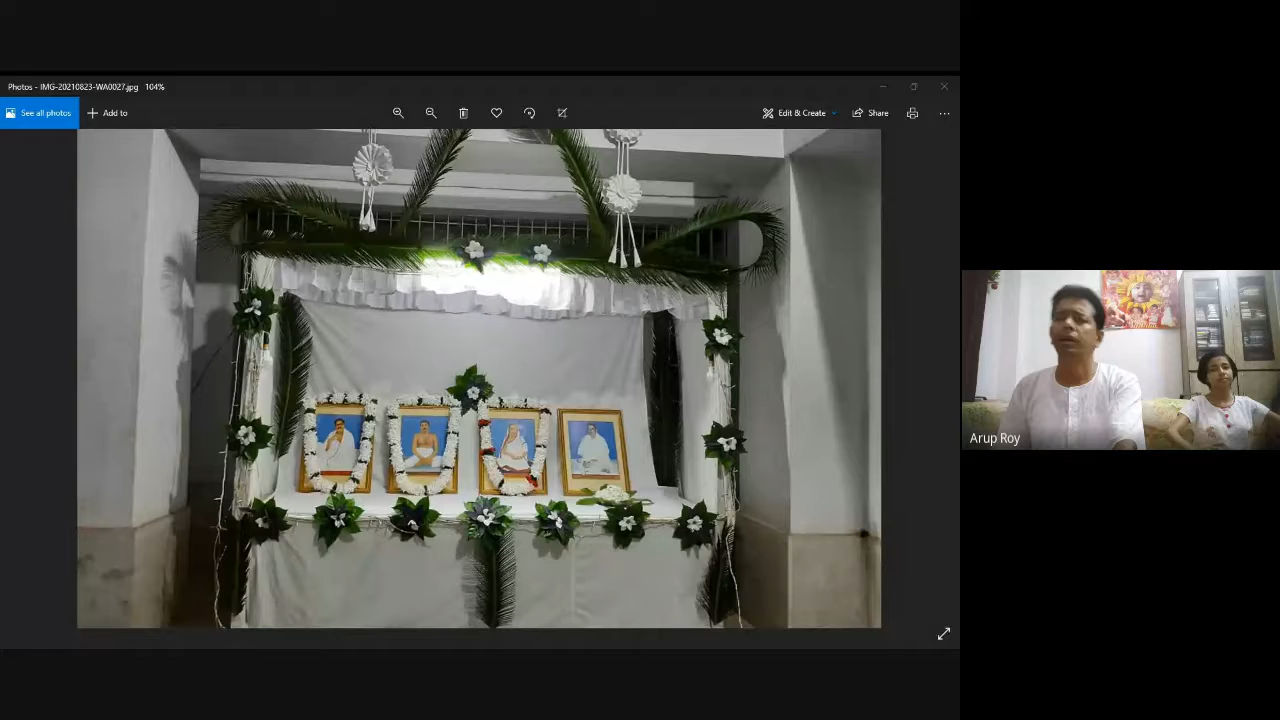 Photos - IMG-20210823-WA0027.jpg 104%
See all photos
Add to
Edit & Create
Share
Arup Roy